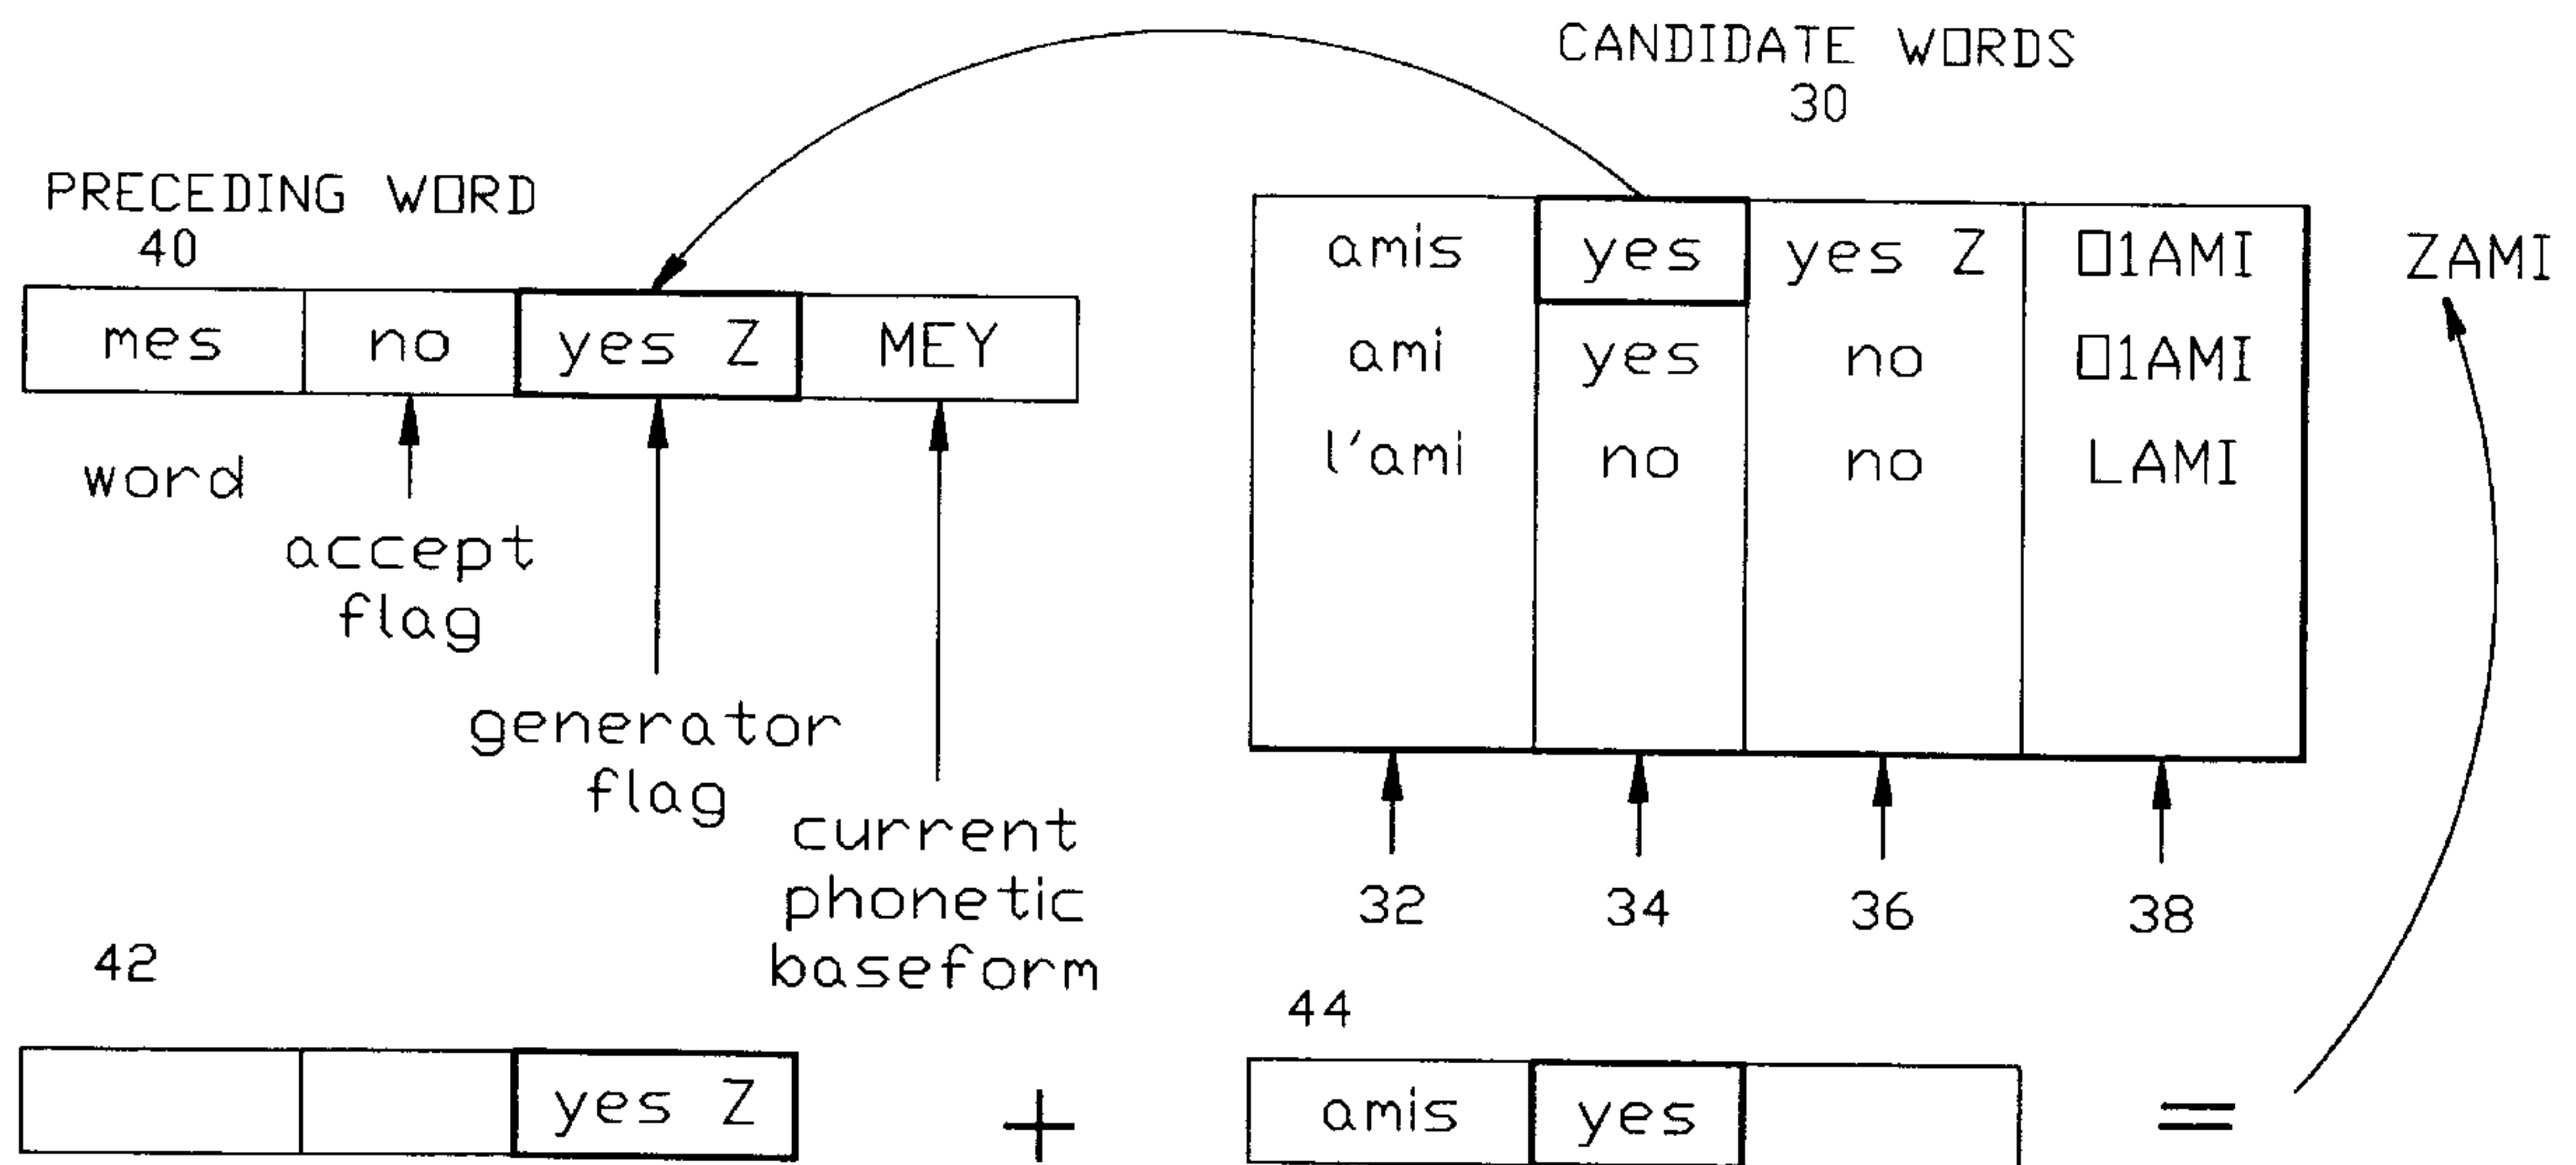 CANDIDATE WORDS
30
PRECEDING WORD
40
mes no yes Z MEY
word
accept
flag
generator
flag
current
phonetic
baseform
amis yes yes Z □1AMI
ami yes no □1AMI
l'ami no no LAMI
ZAMI
32 34 36 38
42
yes Z
+
44
amis yes
=